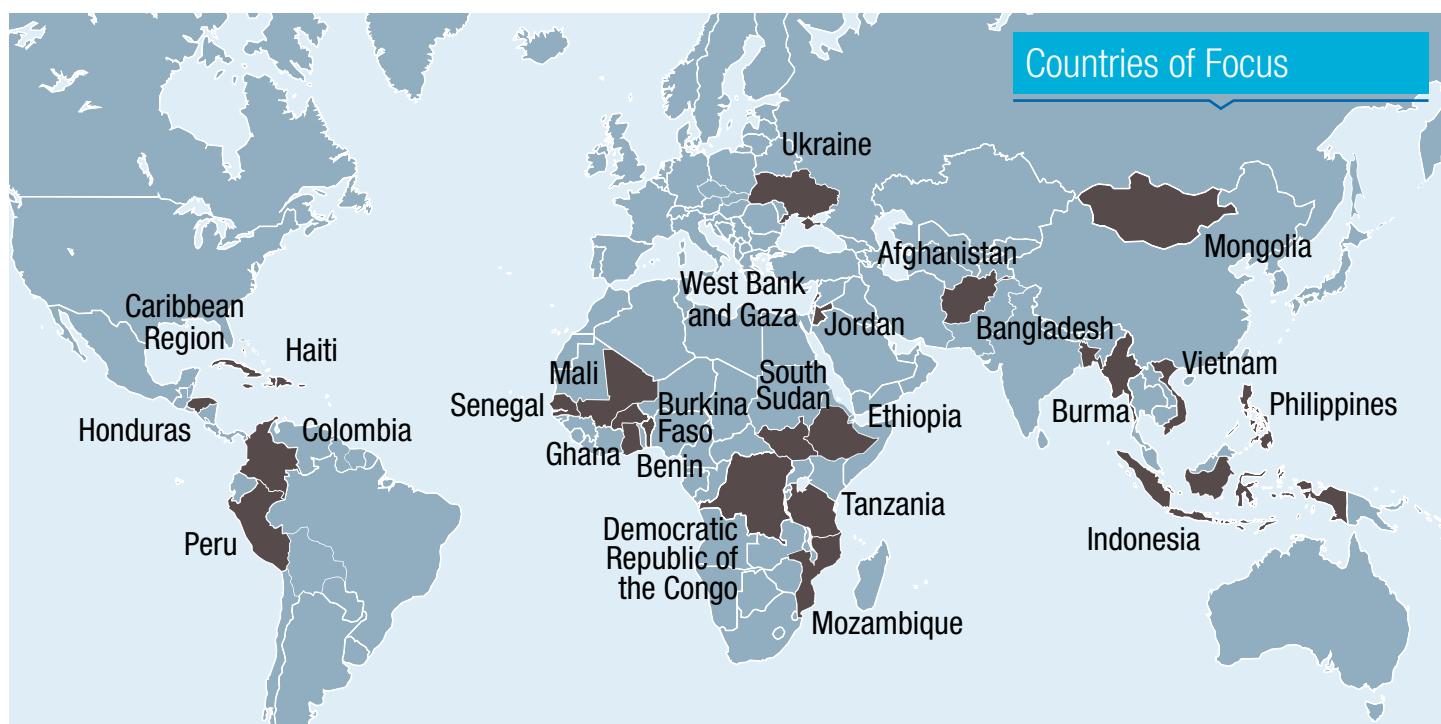 Countries of Focus
Ukraine
Mongolia
Afghanistan
West Bank
and Gaza
Jordan
Bangladesh
Caribbean
Region
Haiti
Vietnam
Mali
South
Sudan
Senegal
Burkina
Faso
Ethiopia
Burma
Philippines
Honduras
Colombia
Ghana
Benin
Tanzania
Peru
Democratic
Republic of
the Congo
Indonesia
Mozambique